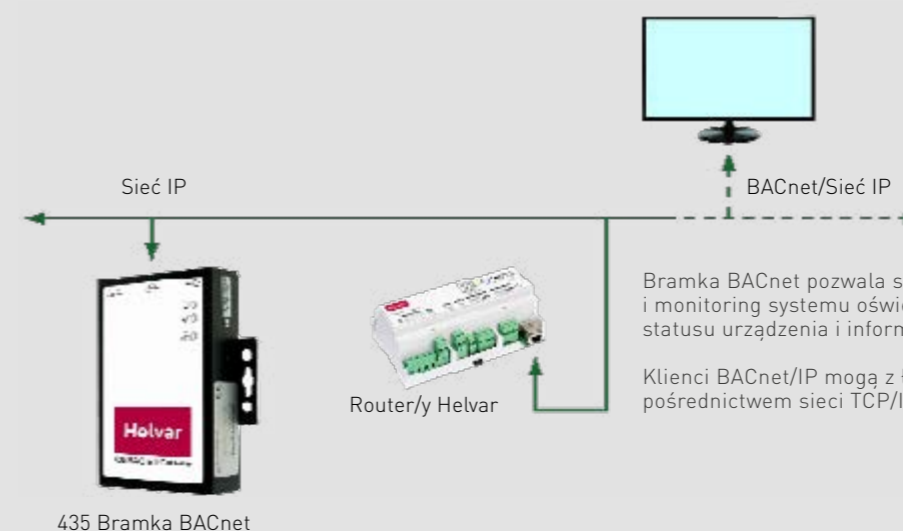 Sieć IP
BACnet/Sieć IP
Bramka BACnet pozwala s
i monitoring systemu oświe
statusu urządzenia i inform
Klienci BACnet/IP mogą z
pośrednictwem sieci TCP/I
Router/y Helvar
Helvar
435 Bramka BACnet